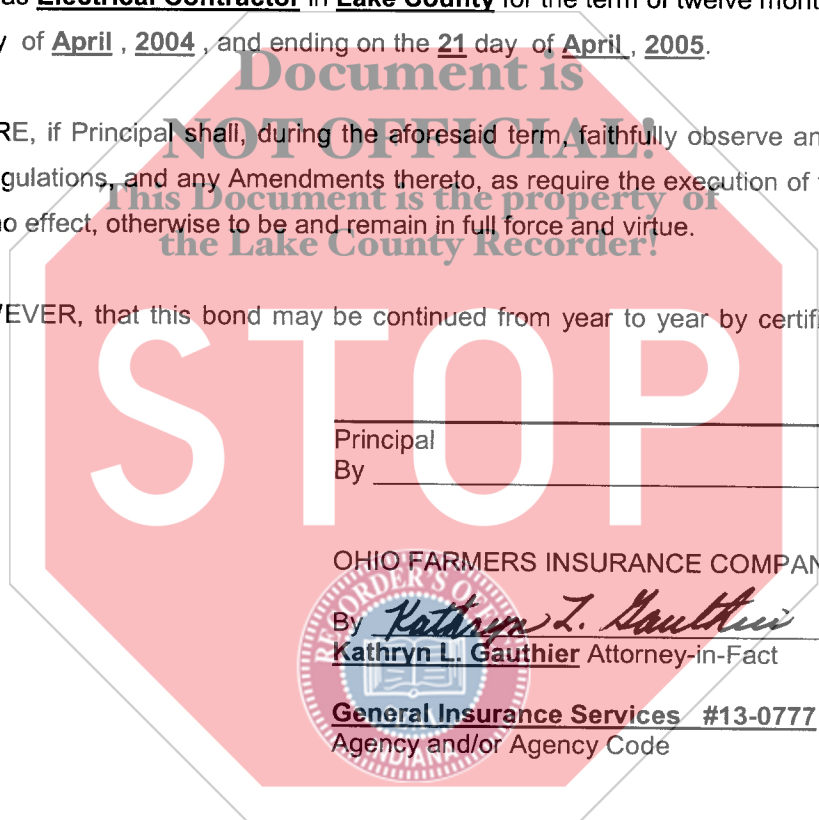 as Electrical Contractor in Lake County for the term of twelve mont
y of April , 2004 , and ending on the 21 day of April , 2005.
Document is
NOT OFFICIAL!
RE, if Principal shall, during the aforesaid term, faithfully observe an
gulations, and any Amendments thereto, as require the execution of
This Document is the property of
no effect, otherwise to be and remain in full force and virtue.
the Lake County Recorder!
VEVER, that this bond may be continued from year to year by certifi
STOP
Principal
By
OHIO FARMERS INSURANCE COMPAN
RECORDER'S OF
By Kathryn L. Gauthier
Kathryn L. Gauthier Attorney-in-Fact
General Insurance Services #13-0777
Agency and/or Agency Code
INDIANA